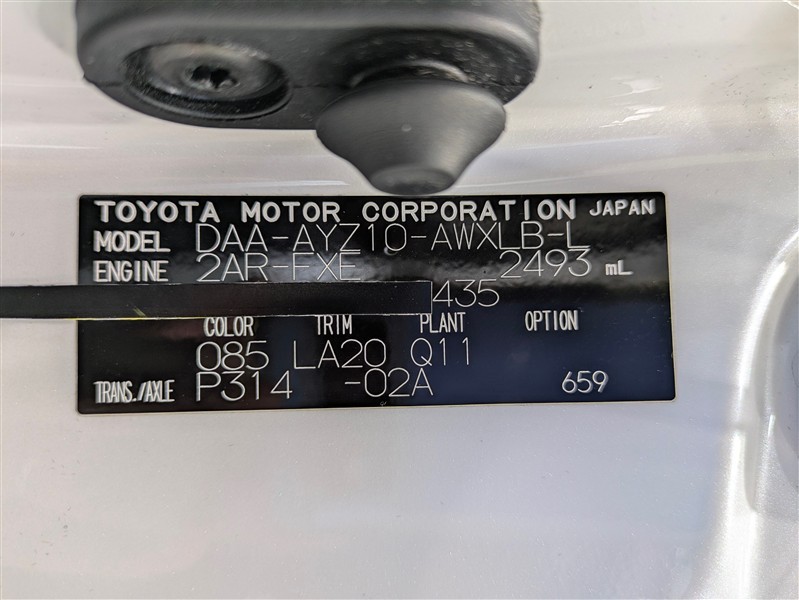 TOYOTA MOTOR CORPORATION JAPAN
MODEL DAA-AYZ10-AWXLB-L
ENGINE 2AR-FXE 2493 mL
435
COLOR TRIM PLANT OPTION
085 LA20 Q11
TRANS./AXLE P314 -02A 659